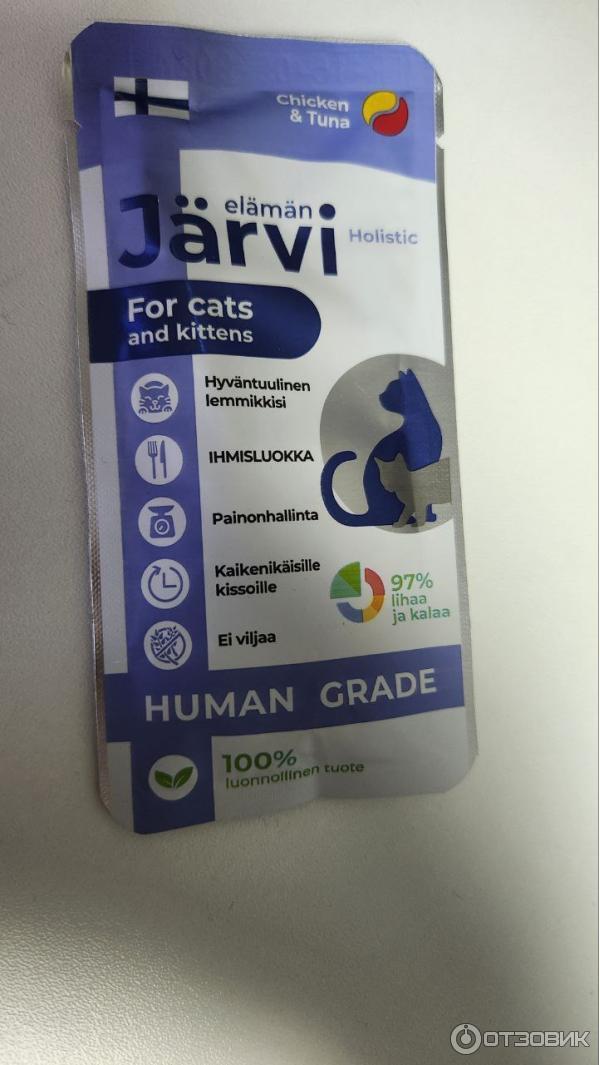 Chicken
& Tuna
elämän
Järvi
Holistic
For cats
and kittens
Hyväntuulinen
lemmikkisi
IHMISLUOKKA
Painonhallinta
Kaikenikäisille
kissoille
97%
lihaa
ja kalaa
Ei viljaa
HUMAN GRADE
100%
luonnollinen tuote
ОТЗОВИК